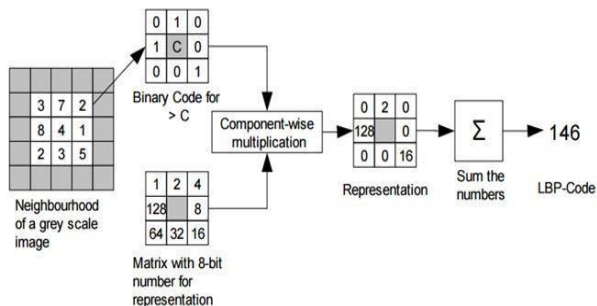 3 7 2
8 4 1
2 3 5
Neighbourhood
of a grey scale
image
0 1 0
1 C 0
0 0 1
Binary Code for
> C
1 2 4
128 8
64 32 16
Matrix with 8-bit
number for
representation
Component-wise
multiplication
0 2 0
128 0
0 0 16
Representation
Σ
Sum the
numbers
146
LBP-Code